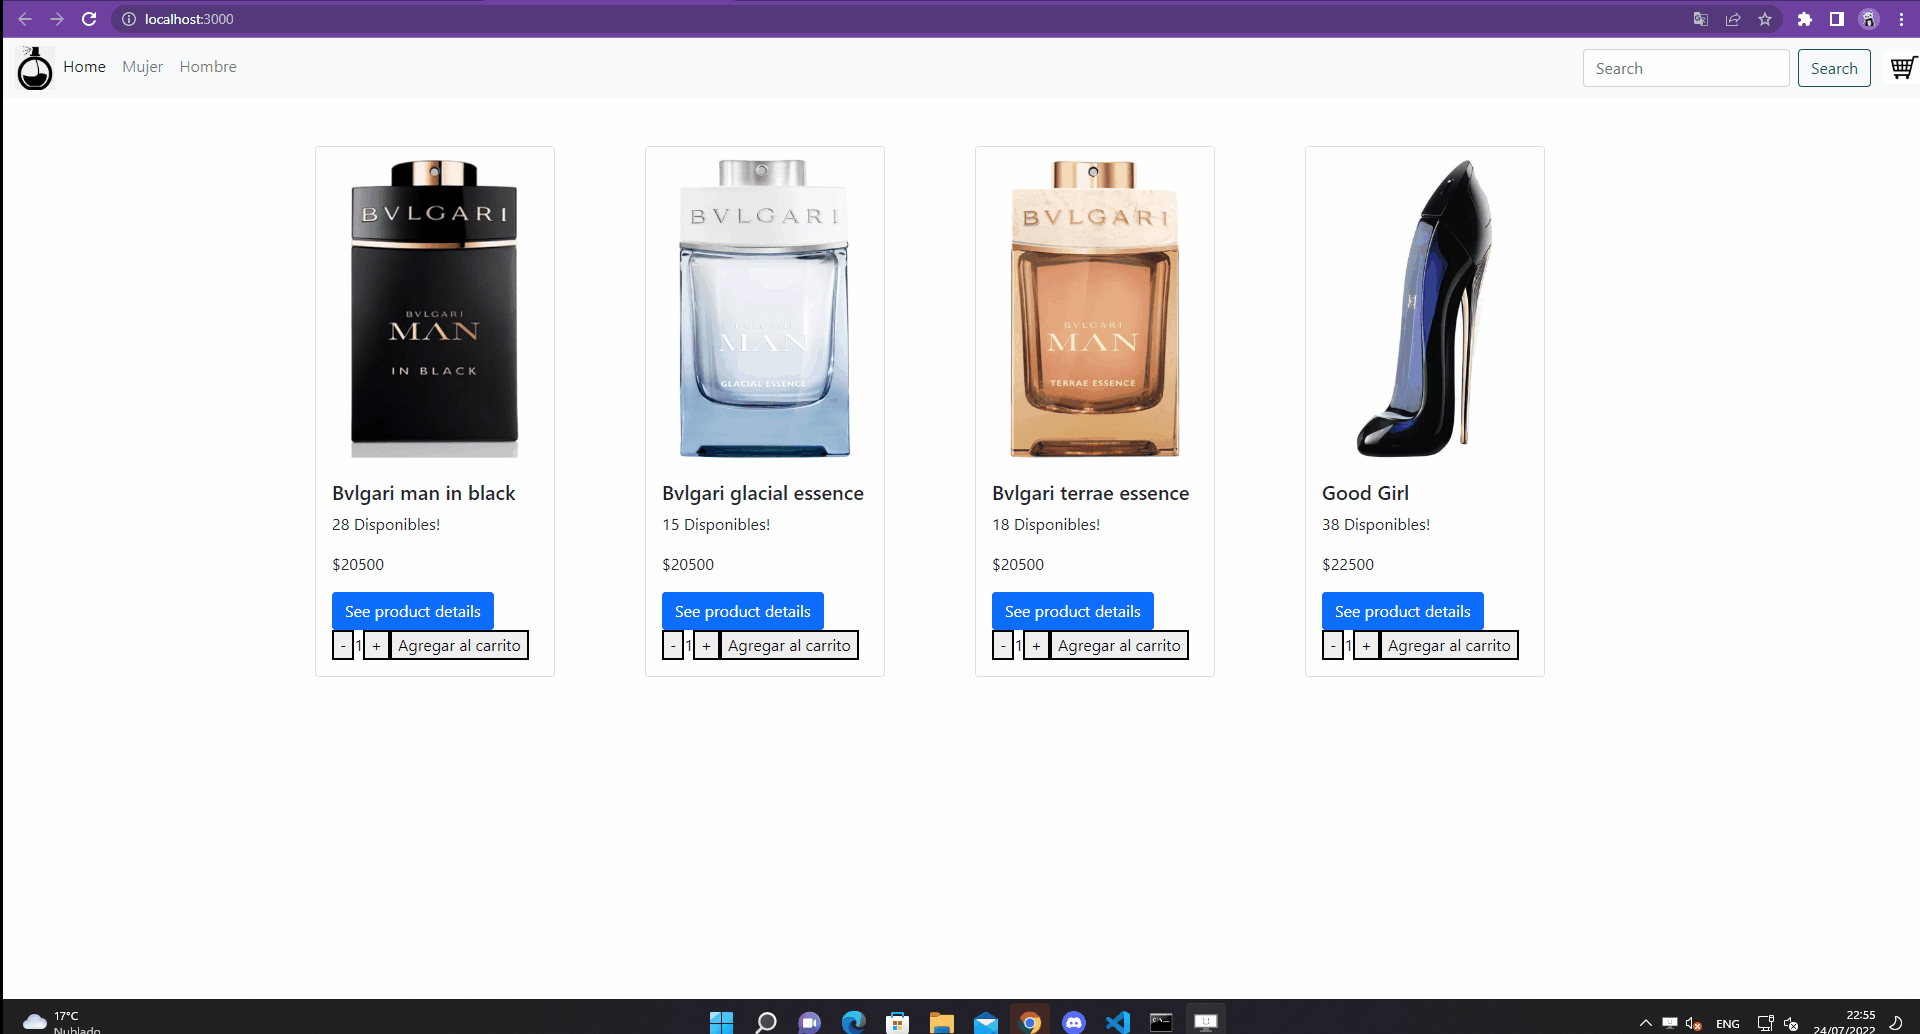 localhost:3000
Home Mujer Hombre
Search Search
BVLGARI BVLGARI BVLGARI
BVLGARI BVLGARI BVLGARI
MAN MAN MAN
IN BLACK GLACIAL ESSENCE TERRAE ESSENCE
Bvlgari man in black Bvlgari glacial essence Bvlgari terrae essence Good Girl
28 Disponibles! 15 Disponibles! 18 Disponibles! 38 Disponibles!
$20500 $20500 $20500 $22500
See product details See product details See product details See product details
- 1 + Agregar al carrito - 1 + Agregar al carrito - 1 + Agregar al carrito - 1 + Agregar al carrito
17°C
Nublado
ENG
22:55
24/07/2022